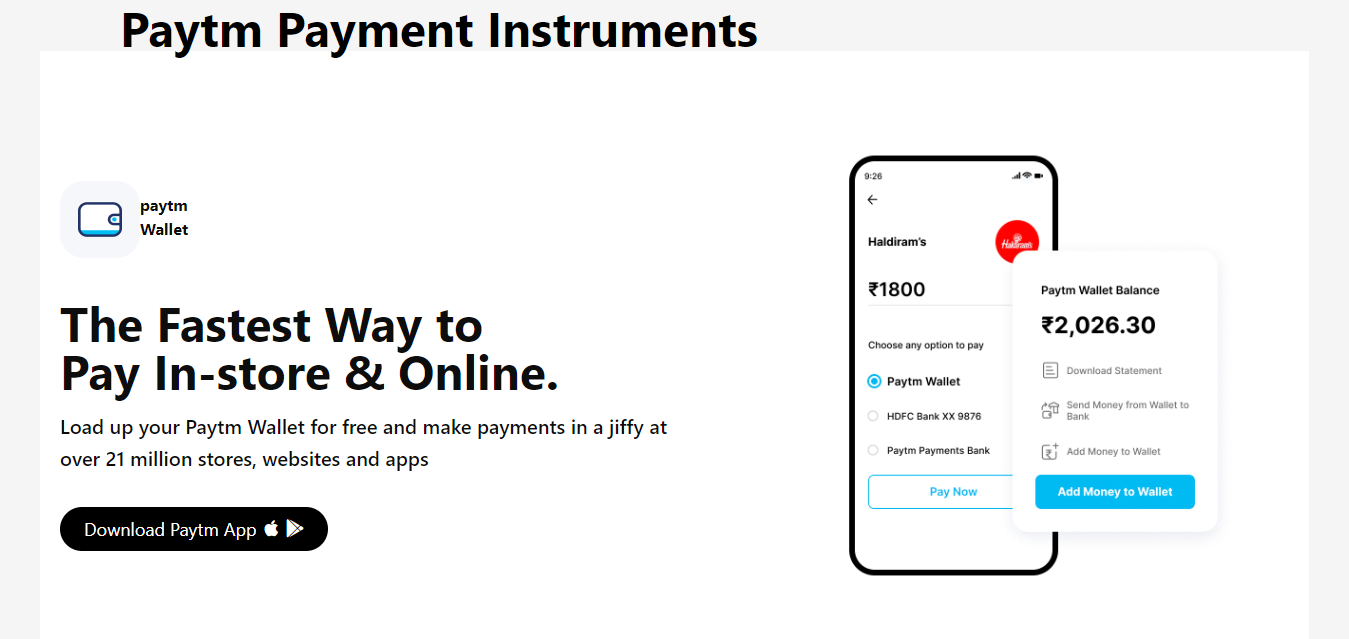 Paytm Payment Instruments
paytm
Wallet
The Fastest Way to
Pay In-store & Online.
Load up your Paytm Wallet for free and make payments in a jiffy at
over 21 million stores, websites and apps
Download Paytm App
9:26
Haldiram's
Haldiram's
₹1800
Choose any option to pay
Paytm Wallet
HDFC Bank XX 9876
Paytm Payments Bank
Pay Now
Paytm Wallet Balance
₹2,026.30
Download Statement
Send Money from Wallet to
Bank
Add Money to Wallet
Add Money to Wallet